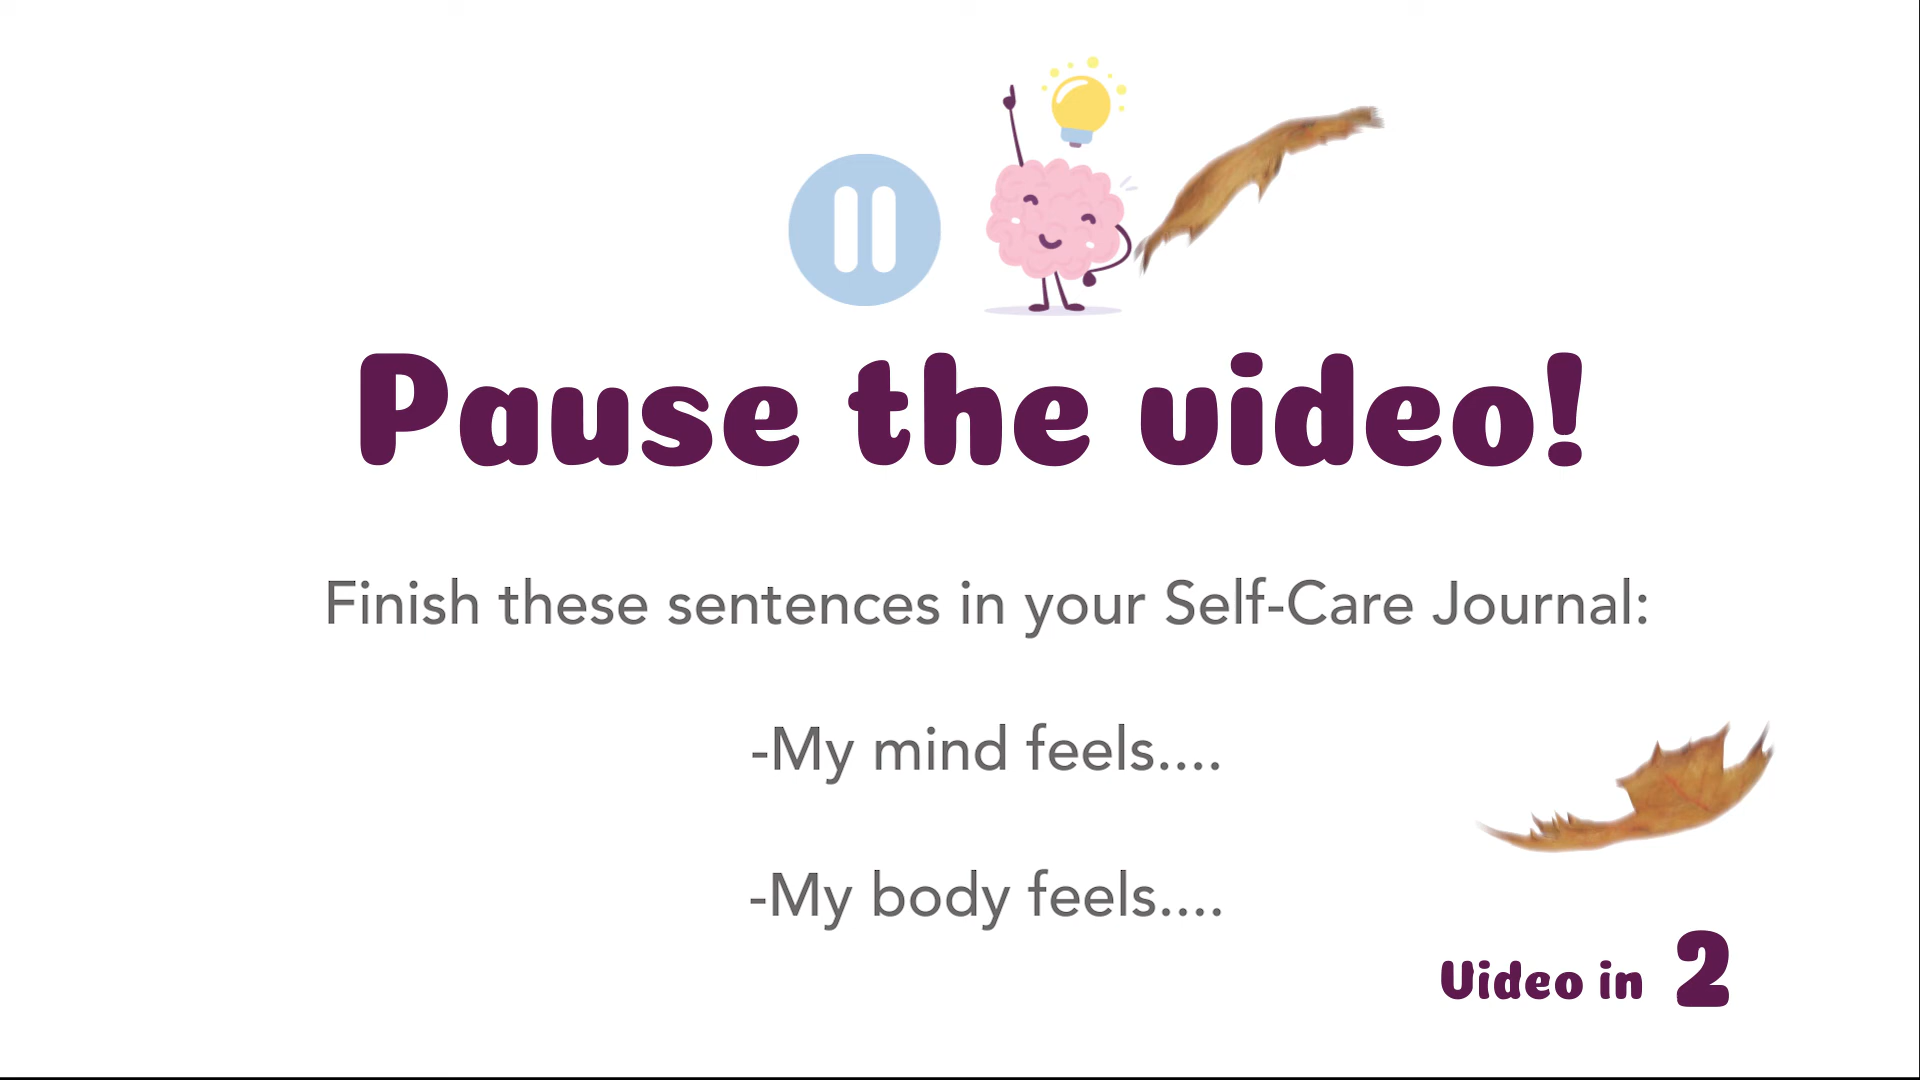 Pause the video!
Finish these sentences in your Self-Care Journal:
-My mind feels....
-My body feels....
Video in 2